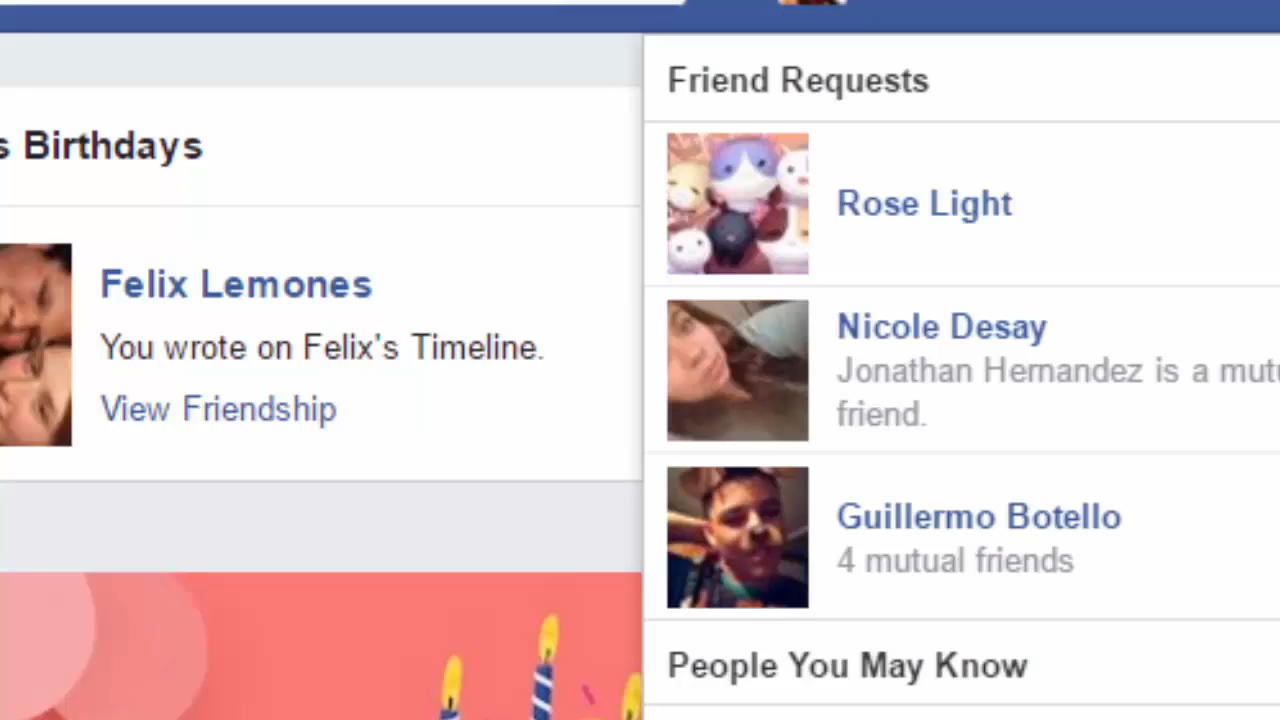 s Birthdays
Felix Lemones
You wrote on Felix's Timeline.
View Friendship
Friend Requests
Rose Light
Nicole Desay
Jonathan Hernandez is a mutu
friend.
Guillermo Botello
4 mutual friends
People You May Know